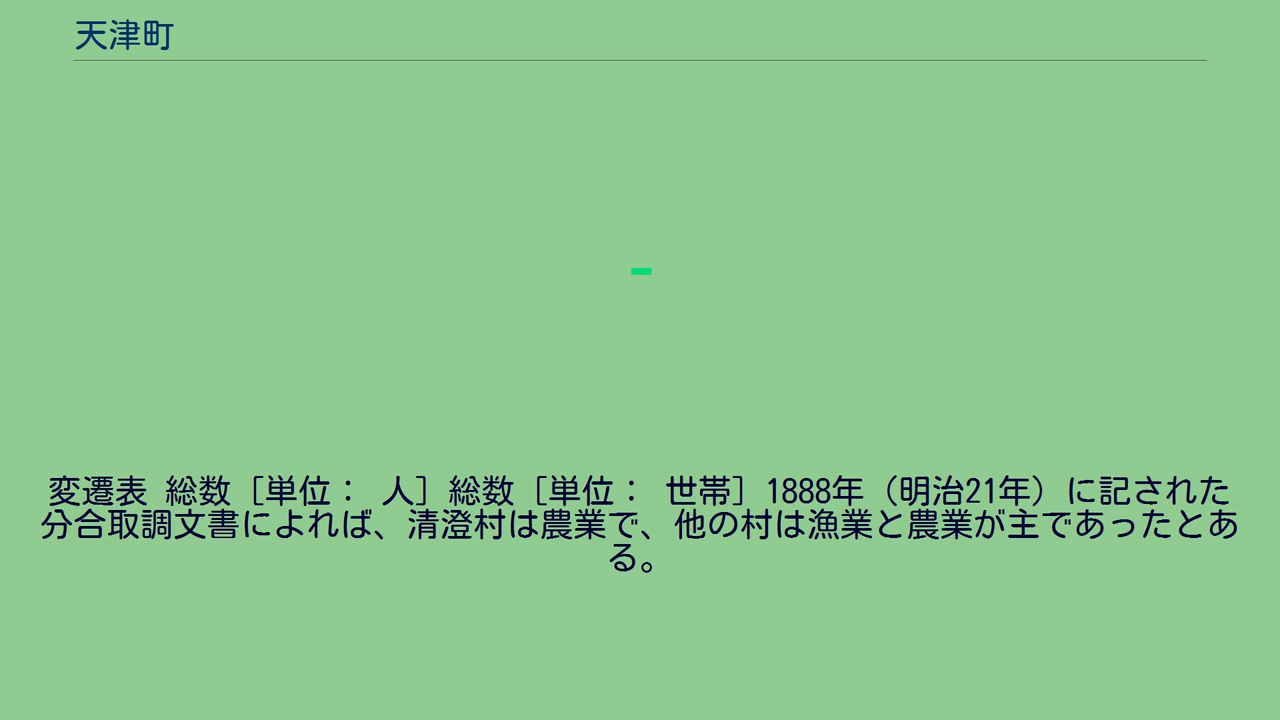 天津町
-
変遷表 総数［単位： 人］総数［単位： 世帯］1888年（明治21年）に記された
分合取調文書によれば、清澄村は農業で、他の村は漁業と農業が主であったとあ
る。